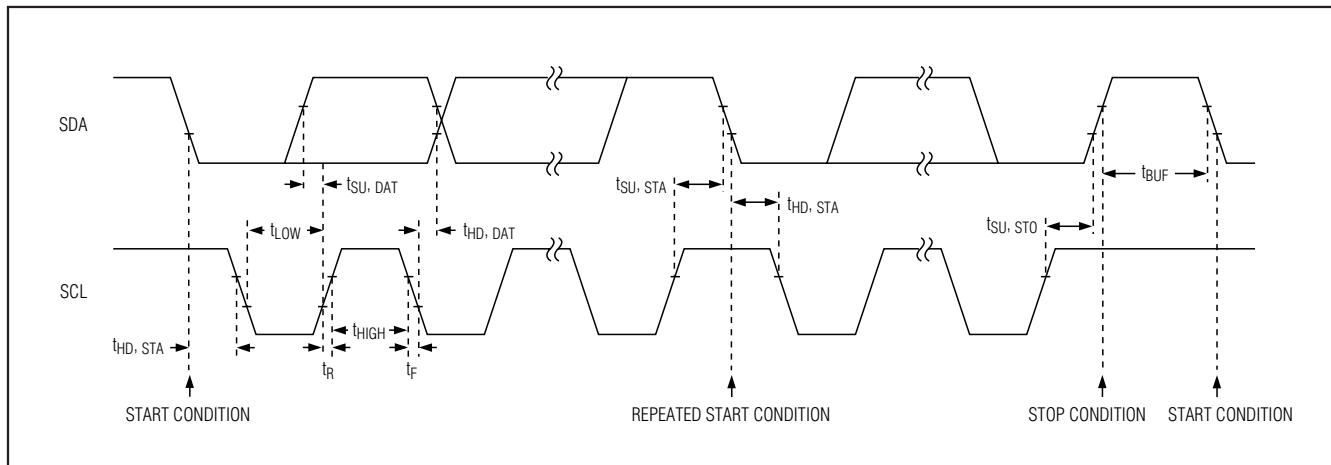 SDA
tSU, DAT
tSU, STA
tHD, STA
tBUF
tLOW
tHD, DAT
tSU, STO
SCL
tHIGH
tHD, STA
tR
tF
START CONDITION
REPEATED START CONDITION
STOP CONDITION
START CONDITION